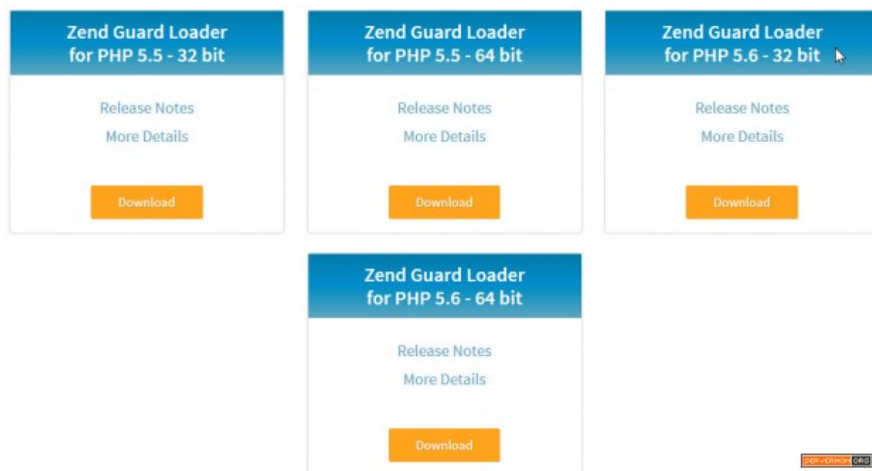 Zend Guard Loader
for PHP 5.5 - 32 bit
Release Notes
More Details
Download
Zend Guard Loader
for PHP 5.5 - 64 bit
Release Notes
More Details
Download
Zend Guard Loader
for PHP 5.6 - 32 bit
Release Notes
More Details
Download
Zend Guard Loader
for PHP 5.6 - 64 bit
Release Notes
More Details
Download
SERVERMOM.ORG